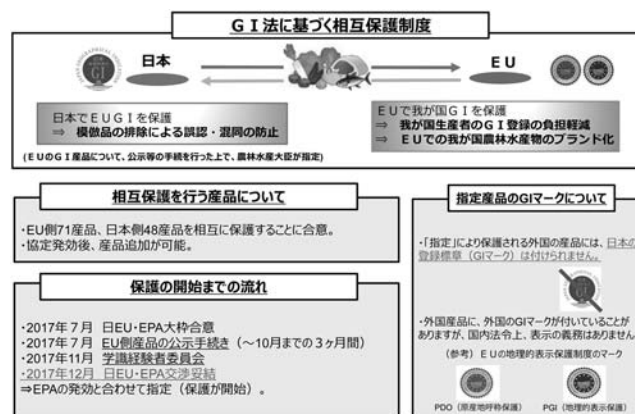 ＧＩ法に基づく相互保護制度
日本
ＥＵ
GI
日本でＥＵＧＩを保護
⇒ 模倣品の排除による誤認・混同の防止
ＥＵで我が国ＧＩを保護
⇒ 我が国生産者のＧＩ登録の負担軽減
⇒ ＥＵでの我が国農林水産物のブランド化
(ＥＵのＧＩ産品について、公示等の手続を行った上で、農林水産大臣が指定)
相互保護を行う産品について
・EU側71産品、日本側48産品を相互に保護することに合意。
・協定発効後、産品追加が可能。
保護の開始までの流れ
・2017年７月 日EU・EPA大枠合意
・2017年７月 EU側産品の公示手続き（～10月までの３ヶ月間）
・2017年11月 学識経験者委員会
・2017年12月 日EU・EPA交渉妥結
⇒EPAの発効と合わせて指定（保護が開始）。
指定産品のGIマークについて
・「指定」により保護される外国の産品には、日本の
登録標章（GIマーク）は付けられません。
・外国産品に、外国のGIマークが付いていることが
ありますが、国内法令上、表示の義務はありません
（参考）ＥＵの地理的表示保護制度のマーク
PDO（原産地呼称保護）
PGI（地理的表示保護）